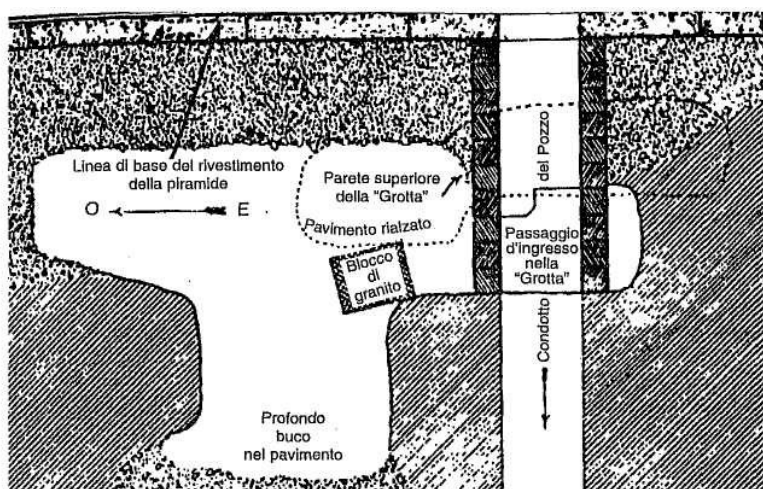 Linea di base del rivestimento
della piramide
O
E
Parete superiore
della "Grotta"
Pavimento rialzato
Blocco
di
granito
Passaggio
d'ingresso
nella
"Grotta"
Condotto
del Pozzo
Profondo
buco
nel pavimento